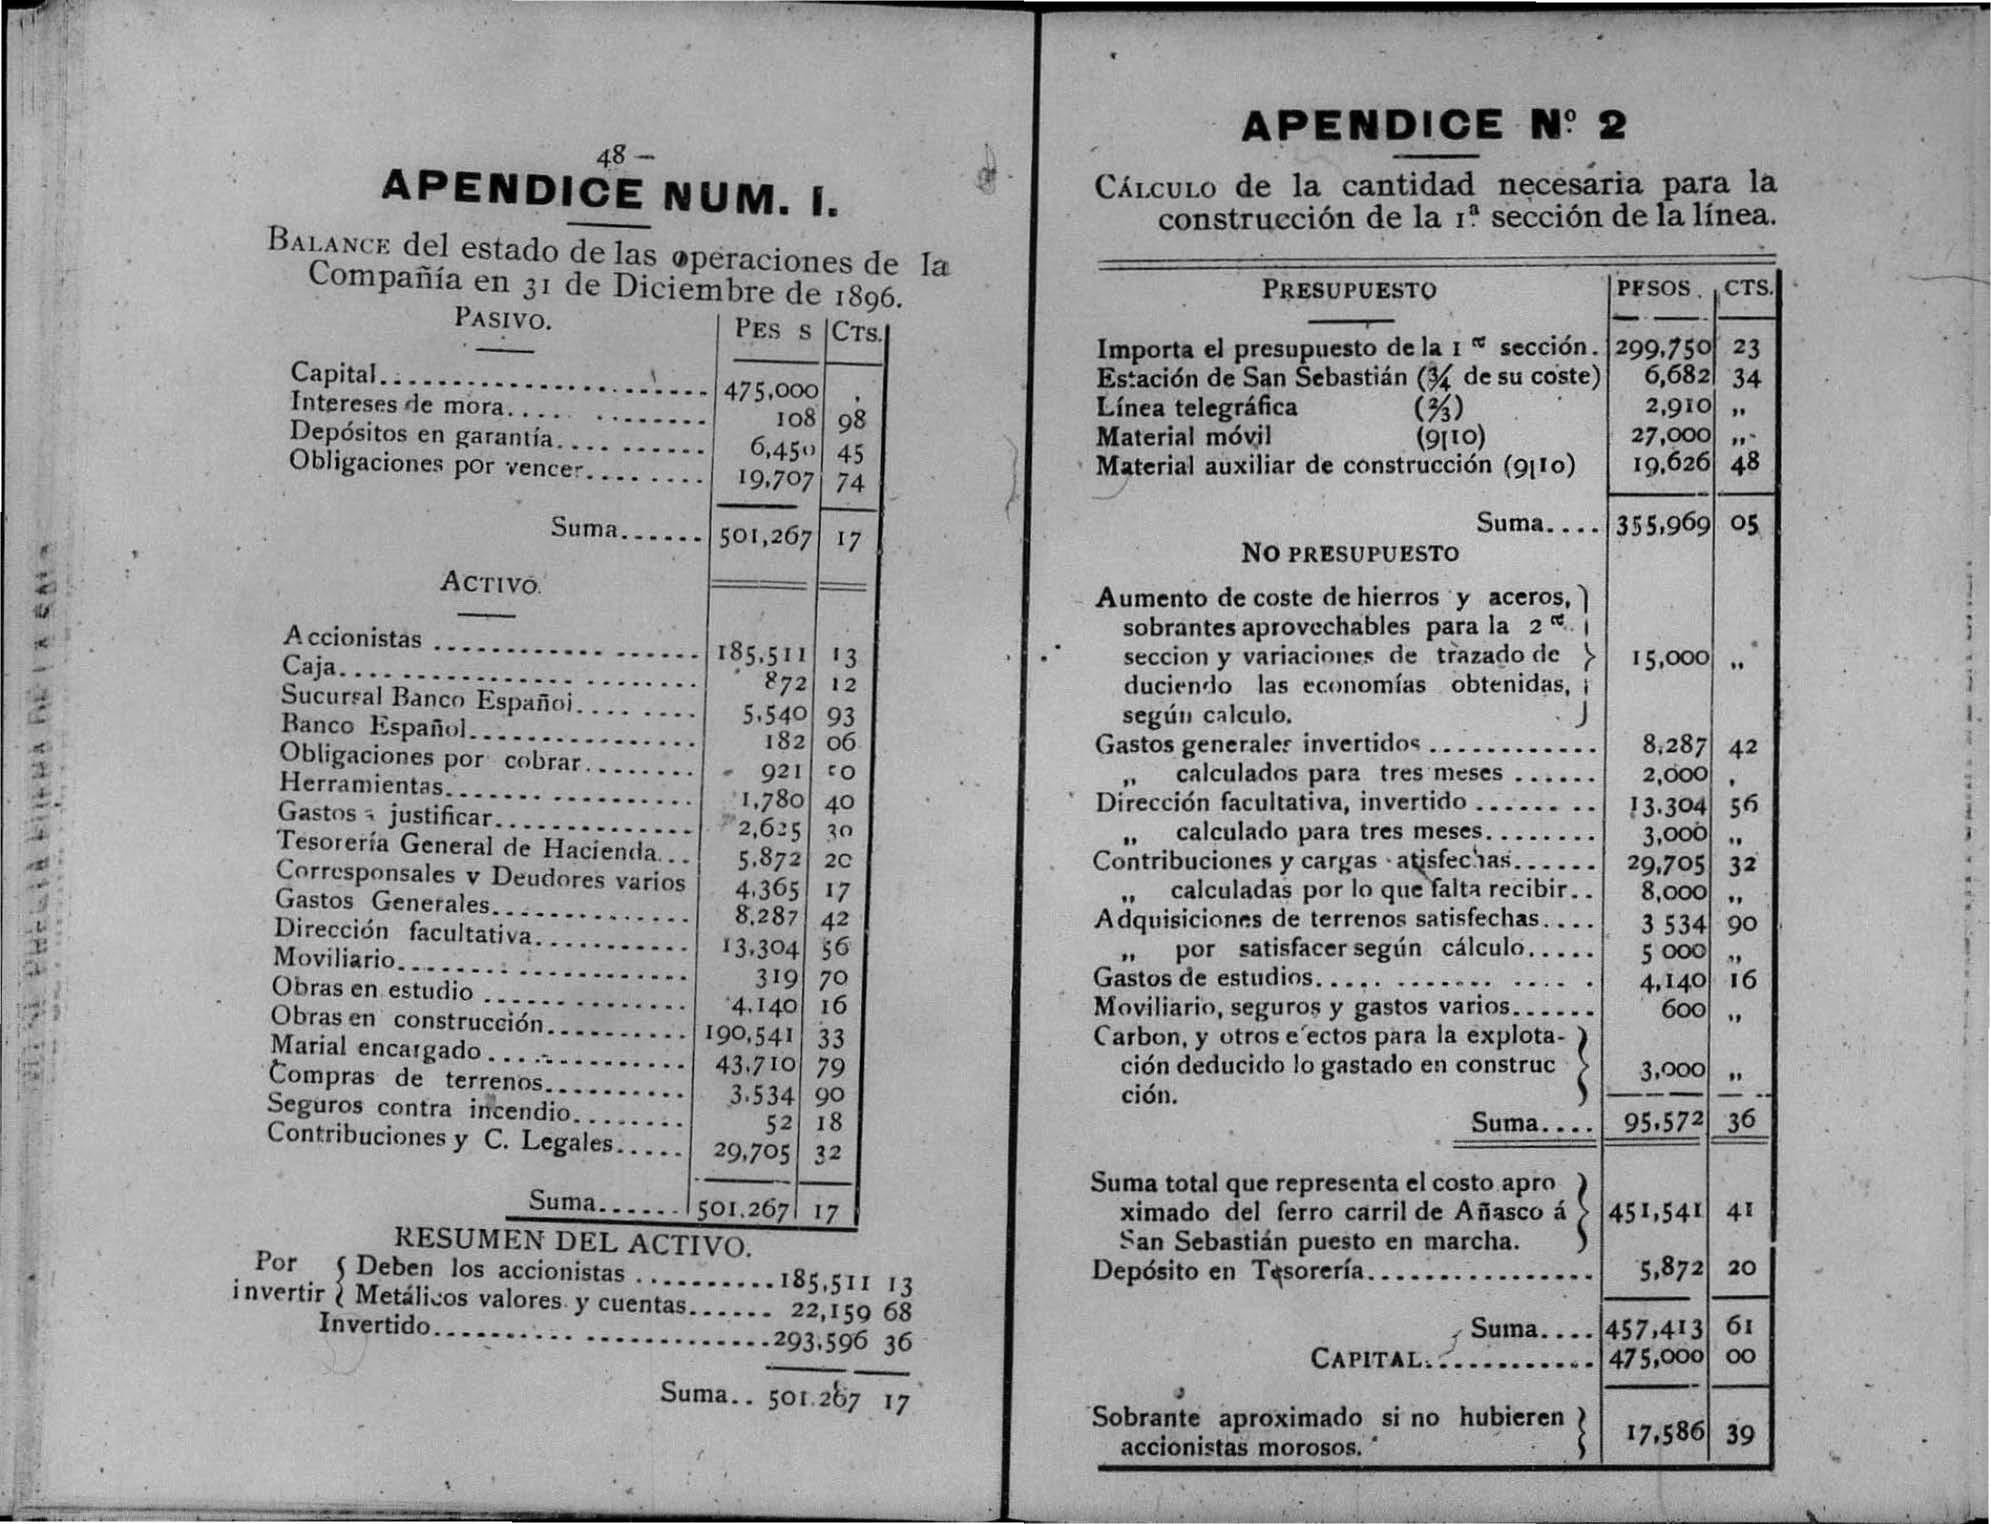 48 -
APENDICE NUM. I.
BALANCE del estado de las operaciones de la
Compañía en 31 de Diciembre de 1896.
PASIVO. PES S CTS.
Capital. 475,000 ,
Intereses de mora. 108 98
Depósitos en garantía. 6,450 45
Obligaciones por vencer. 19,707 74
Suma. 501,267 17
ACTIVO.
Accionistas 185,511 13
Caja. 872 12
Sucursal Banco Español. 5,540 93
Banco Español. 182 06
Obligaciones por cobrar. 921 50
Herramientas. 1,780 40
Gastos á justificar. 2,625 30
Tesorería General de Hacienda. 5,872 20
Corresponsales y Deudores varios 4,365 17
Gastos Generales. 8,287 42
Dirección facultativa. 13,304 56
Moviliario. 319 70
Obras en estudio 4,140 16
Obras en construcción. 190,541 33
Marial encargado 43,710 79
Compras de terrenos. 3,534 90
Seguros contra incendio. 52 18
Contribuciones y C. Legales. 29,705 32
Suma. 501.267 17
RESUMEN DEL ACTIVO.
Por { Deben los accionistas 185,511 13
invertir { Metálicos valores y cuentas. 22,159 68
Invertido. 293,596 36
Suma.. 501.267 17
APENDICE Nº 2
CÁLCULO de la cantidad necesaria para la
construcción de la 1ª sección de la línea.
PRESUPUESTO PESOS. CTS.
Importa el presupuesto de la 1 ra sección. 299,750 23
Estación de San Sebastián (¾ de su coste) 6,682 34
Línea telegráfica (⅔) 2,910 ,,
Material móvil (9|10) 27,000 ,,
Material auxiliar de construcción (9|10) 19,626 48
Suma.... 355,969 05
NO PRESUPUESTO
Aumento de coste de hierros y aceros,
sobrantes aprovechables para la 2 ra.
seccion y variaciones de trazado de } 15,000 ,,
duciendo las economías obtenidas,
según calculo.
Gastos generales invertidos 8,287 42
,, calculados para tres meses 2,000 ,
Dirección facultativa, invertido 13.304 56
,, calculado para tres meses. 3,000 ,,
Contribuciones y cargas atisfechas. 29,705 32
,, calculadas por lo que falta recibir.. 8,000 ,,
Adquisiciones de terrenos satisfechas.... 3 534 90
,, por satisfacer según cálculo..... 5 000 ,,
Gastos de estudios. 4,140 16
Moviliario, seguros y gastos varios. 600 ,,
Carbon, y otros efectos para la explota-
ción deducido lo gastado en construc } 3,000 ,,
ción.
Suma.... 95,572 36
Suma total que representa el costo apro
ximado del ferro carril de Añasco á } 451,541 41
San Sebastián puesto en marcha.
Depósito en Tesorería. 5,872 20
Suma.... 457,413 61
CAPITAL. 475,000 00
Sobrante aproximado si no hubieren } 17,586 39
accionistas morosos.